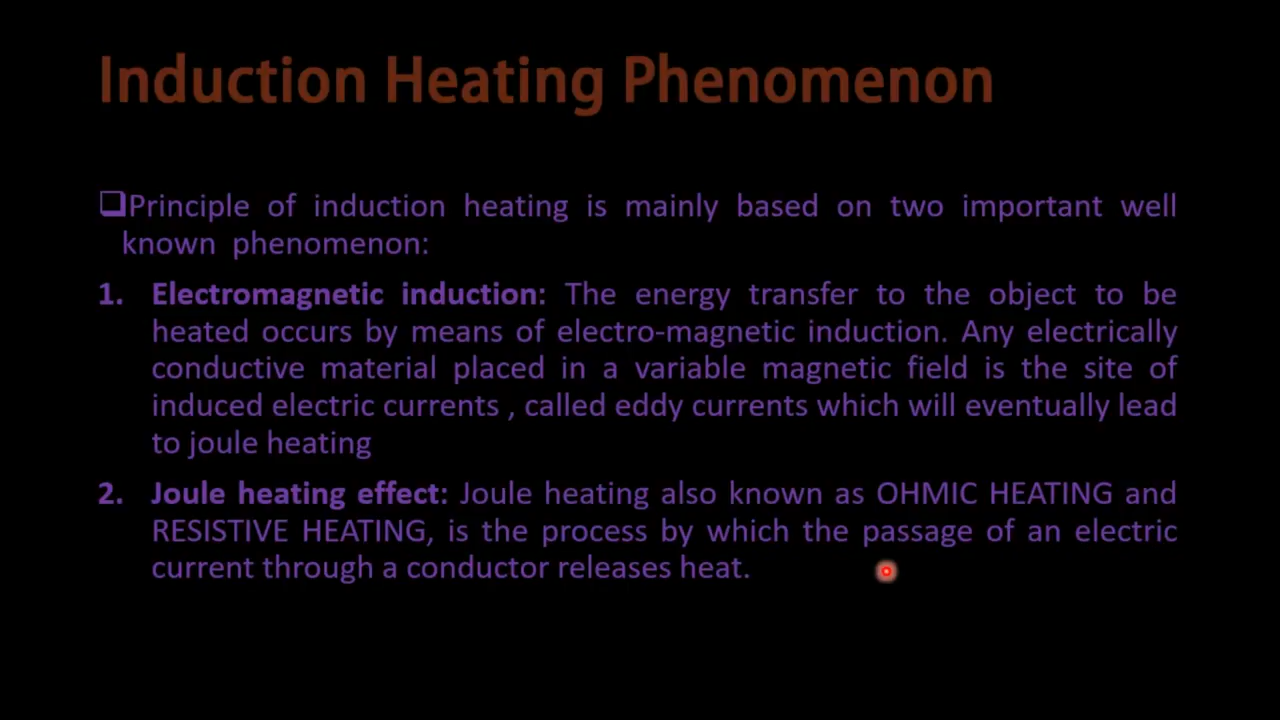 Induction Heating Phenomenon
Principle of induction heating is mainly based on two important well
known phenomenon:
1. Electromagnetic induction: The energy transfer to the object to be
heated occurs by means of electro-magnetic induction. Any electrically
conductive material placed in a variable magnetic field is the site of
induced electric currents , called eddy currents which will eventually lead
to joule heating
2. Joule heating effect: Joule heating also known as OHMIC HEATING and
RESISTIVE HEATING, is the process by which the passage of an electric
current through a conductor releases heat.